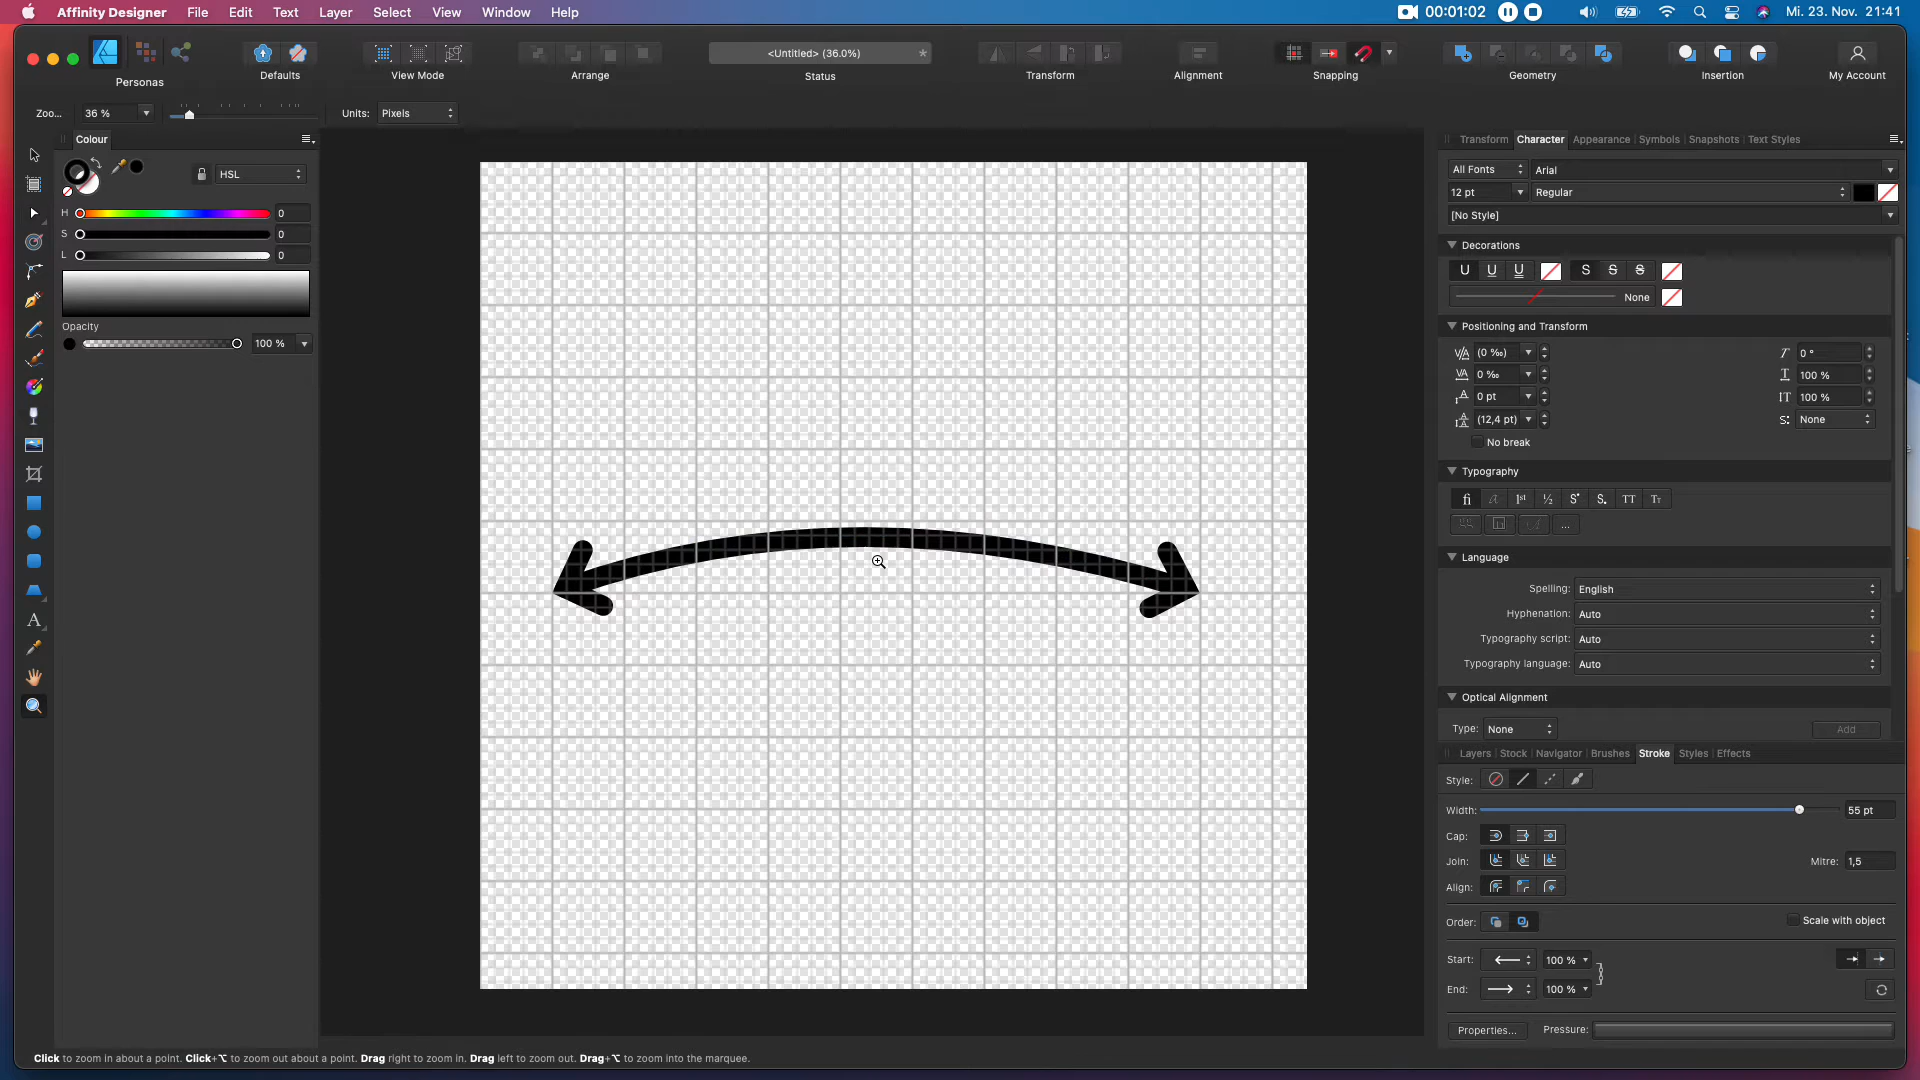 Affinity Designer File Edit Text Layer Select View Window Help 00:01:02 Mi. 23. Nov. 21:41
<Untitled> (36.0%) *
Personas Defaults View Mode Arrange Status Transform Alignment Snapping Geometry Insertion My Account
Zoo... 36 % Units: Pixels
Colour
HSL
H 0
S 0
L 0
Opacity
100 %
Transform Character Appearance Symbols Snapshots Text Styles
All Fonts Arial
12 pt Regular
[No Style]
Decorations
U U U S S S
None
Positioning and Transform
(0 ‰) 0 °
0 ‰ 100 %
0 pt 100 %
(12,4 pt) None
No break
Typography
fi a 1st ½ S S TT TT
...
Language
Spelling: English
Hyphenation: Auto
Typography script: Auto
Typography language: Auto
Optical Alignment
Type: None Add
Layers Stock Navigator Brushes Stroke Styles Effects
Style:
Width: 55 pt
Cap:
Join: Mitre: 1,5
Align:
Order: Scale with object
Start: 100 %
End: 100 %
Properties... Pressure:
Click to zoom in about a point. Click+⌥ to zoom out about a point. Drag right to zoom in. Drag left to zoom out. Drag+⌥ to zoom into the marquee.